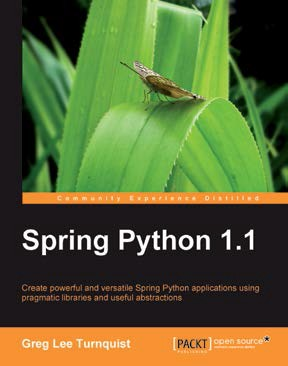 Community Experience Distilled
Spring Python 1.1
Create powerful and versatile Spring Python applications using
pragmatic libraries and useful abstractions
Greg Lee Turnquist
[PACKT]
PUBLISHING
open source*